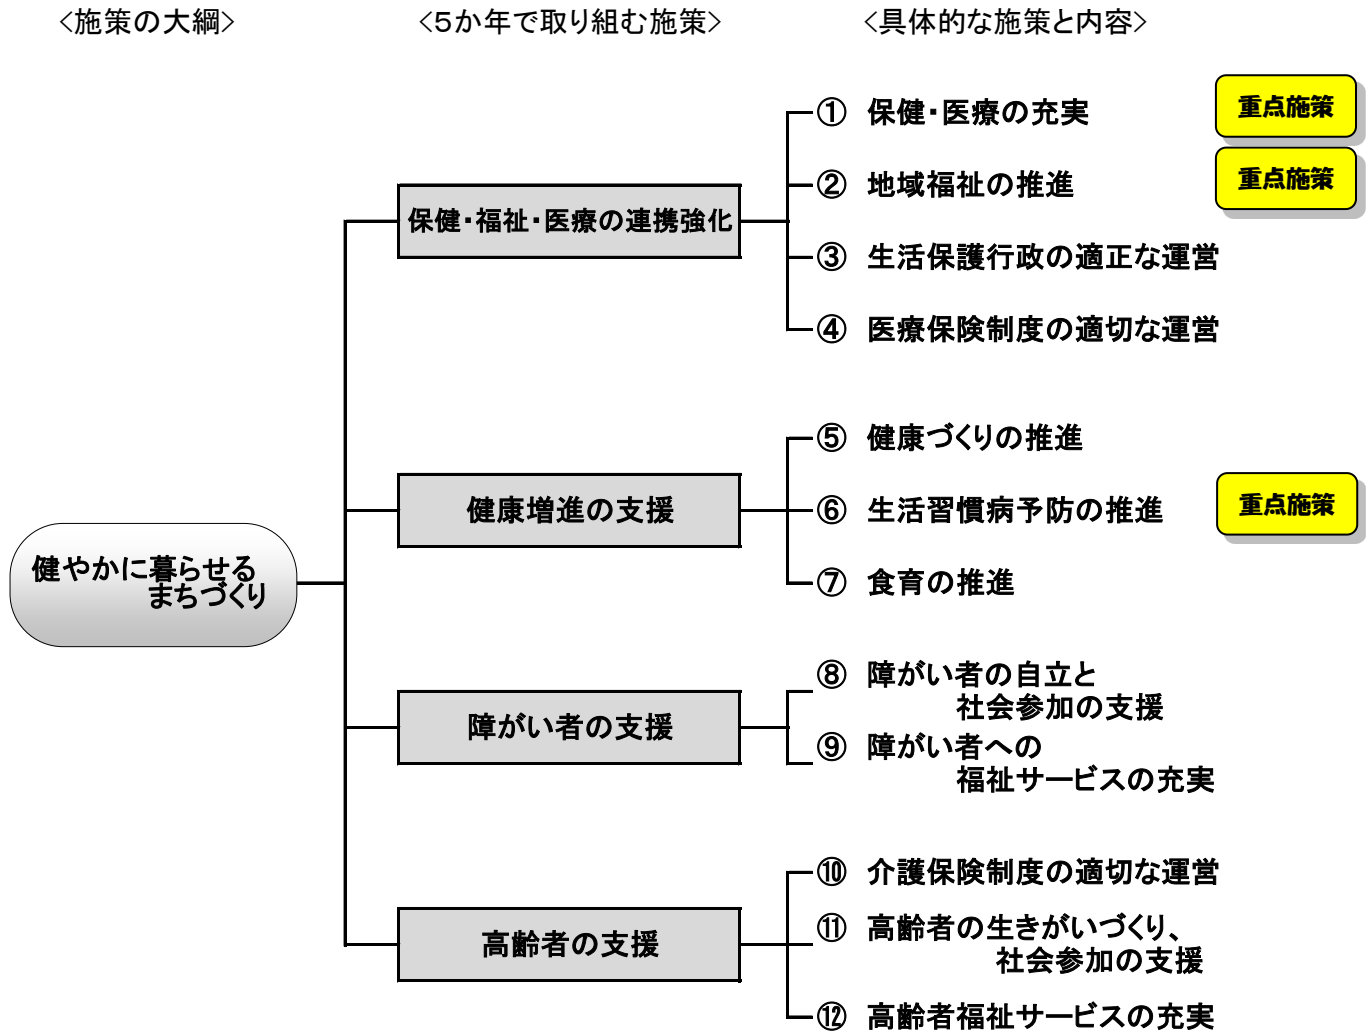 <施策の大綱>
<5か年で取り組む施策>
<具体的な施策と内容>
健やかに暮らせる
まちづくり
保健・福祉・医療の連携強化
① 保健・医療の充実
重点施策
② 地域福祉の推進
重点施策
③ 生活保護行政の適正な運営
④ 医療保険制度の適切な運営
健康増進の支援
⑤ 健康づくりの推進
⑥ 生活習慣病予防の推進
重点施策
⑦ 食育の推進
障がい者の支援
⑧ 障がい者の自立と
社会参加の支援
⑨ 障がい者への
福祉サービスの充実
高齢者の支援
⑩ 介護保険制度の適切な運営
⑪ 高齢者の生きがいづくり、
社会参加の支援
⑫ 高齢者福祉サービスの充実